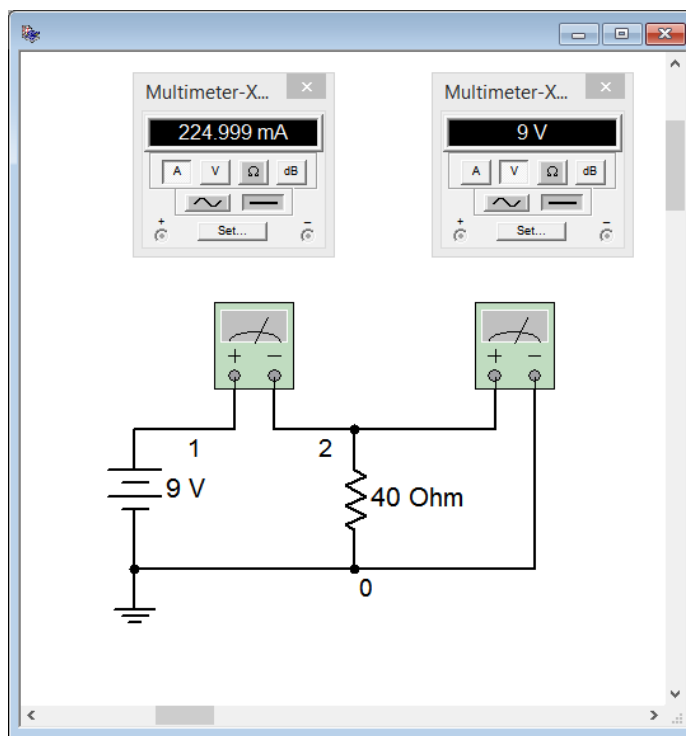 Multimeter-X... Multimeter-X...
224.999 mA 9 V
A V Ω dB A V Ω dB
+ Set... – + Set... –
+ – + –
1 2
9 V 40 Ohm
0